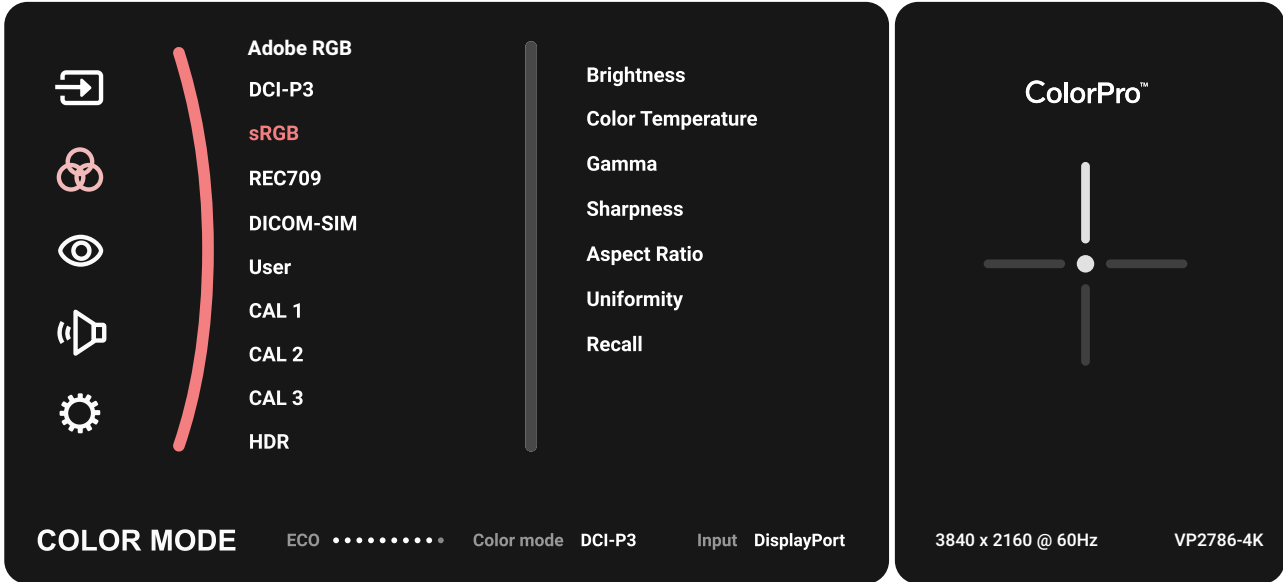 Adobe RGB
DCI-P3
sRGB
REC709
DICOM-SIM
User
CAL 1
CAL 2
CAL 3
HDR
Brightness
Color Temperature
Gamma
Sharpness
Aspect Ratio
Uniformity
Recall
COLOR MODE
ECO
Color mode DCI-P3
Input DisplayPort
ColorPro™
3840 x 2160 @ 60Hz
VP2786-4K